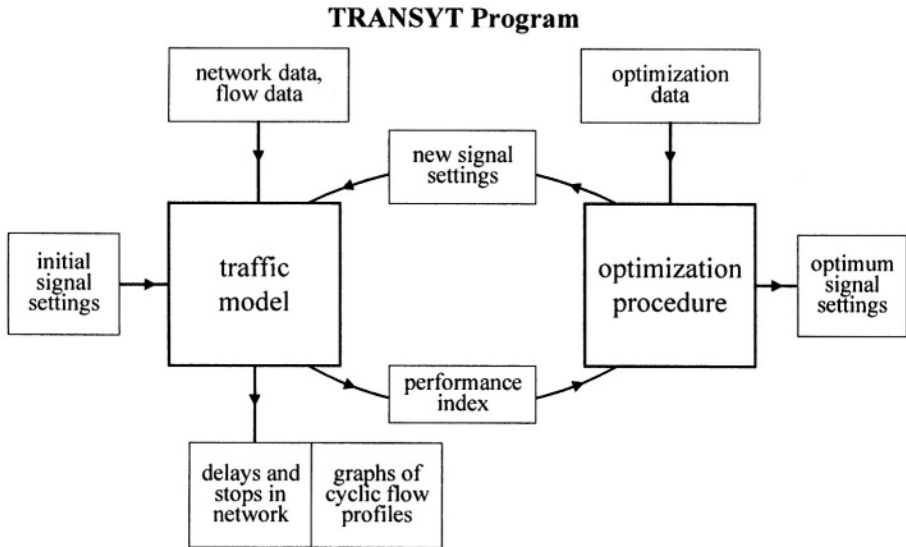 TRANSYT Program
network data,
flow data
optimization
data
new signal
settings
initial
signal
settings
traffic
model
optimization
procedure
optimum
signal
settings
performance
index
delays and
stops in
network
graphs of
cyclic flow
profiles